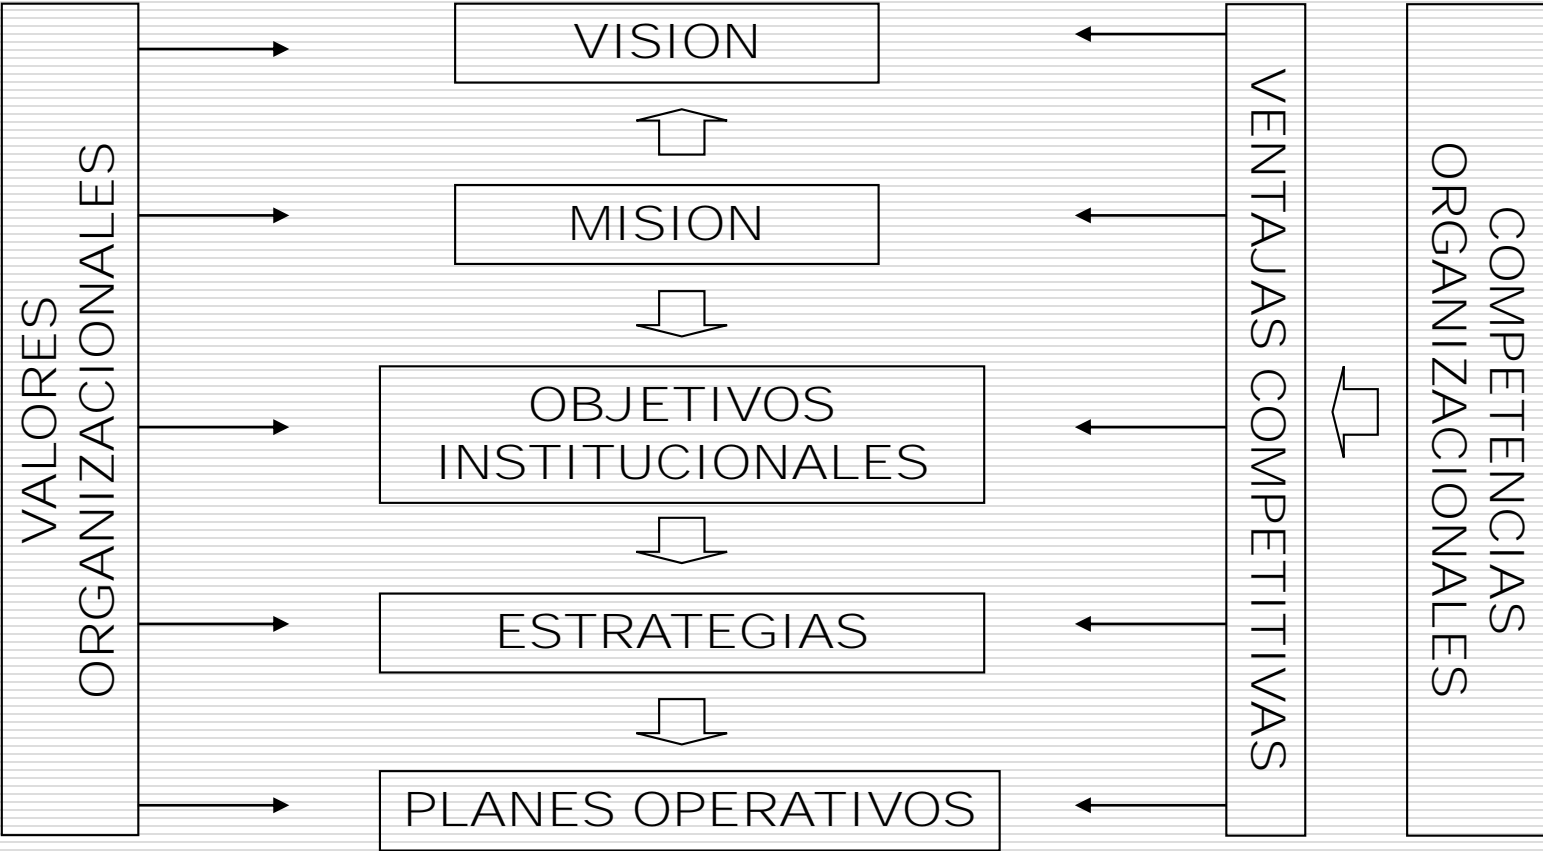 VALORES
ORGANIZACIONALES
VISION
MISION
OBJETIVOS
INSTITUCIONALES
ESTRATEGIAS
PLANES OPERATIVOS
VENTAJAS COMPETITIVAS
COMPETENCIAS
ORGANIZACIONALES